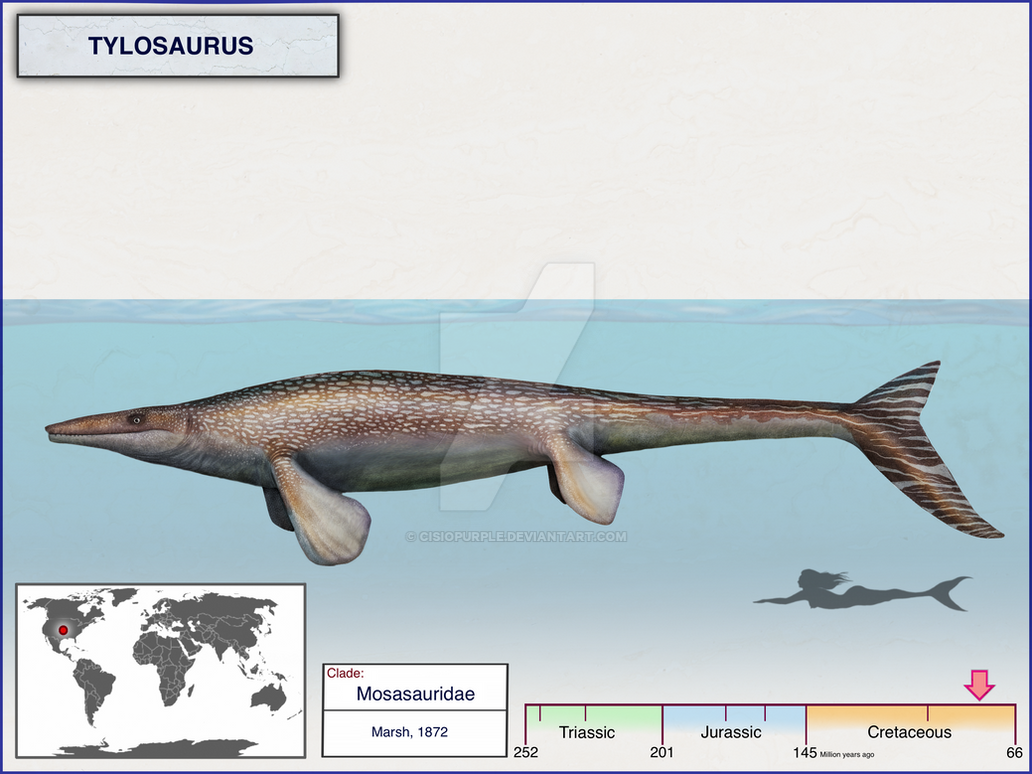 TYLOSAURUS
© CISIOPURPLE.DEVIANTART.COM
Clade:
Mosasauridae
Marsh, 1872
Triassic Jurassic Cretaceous
252 201 145 Million years ago 66